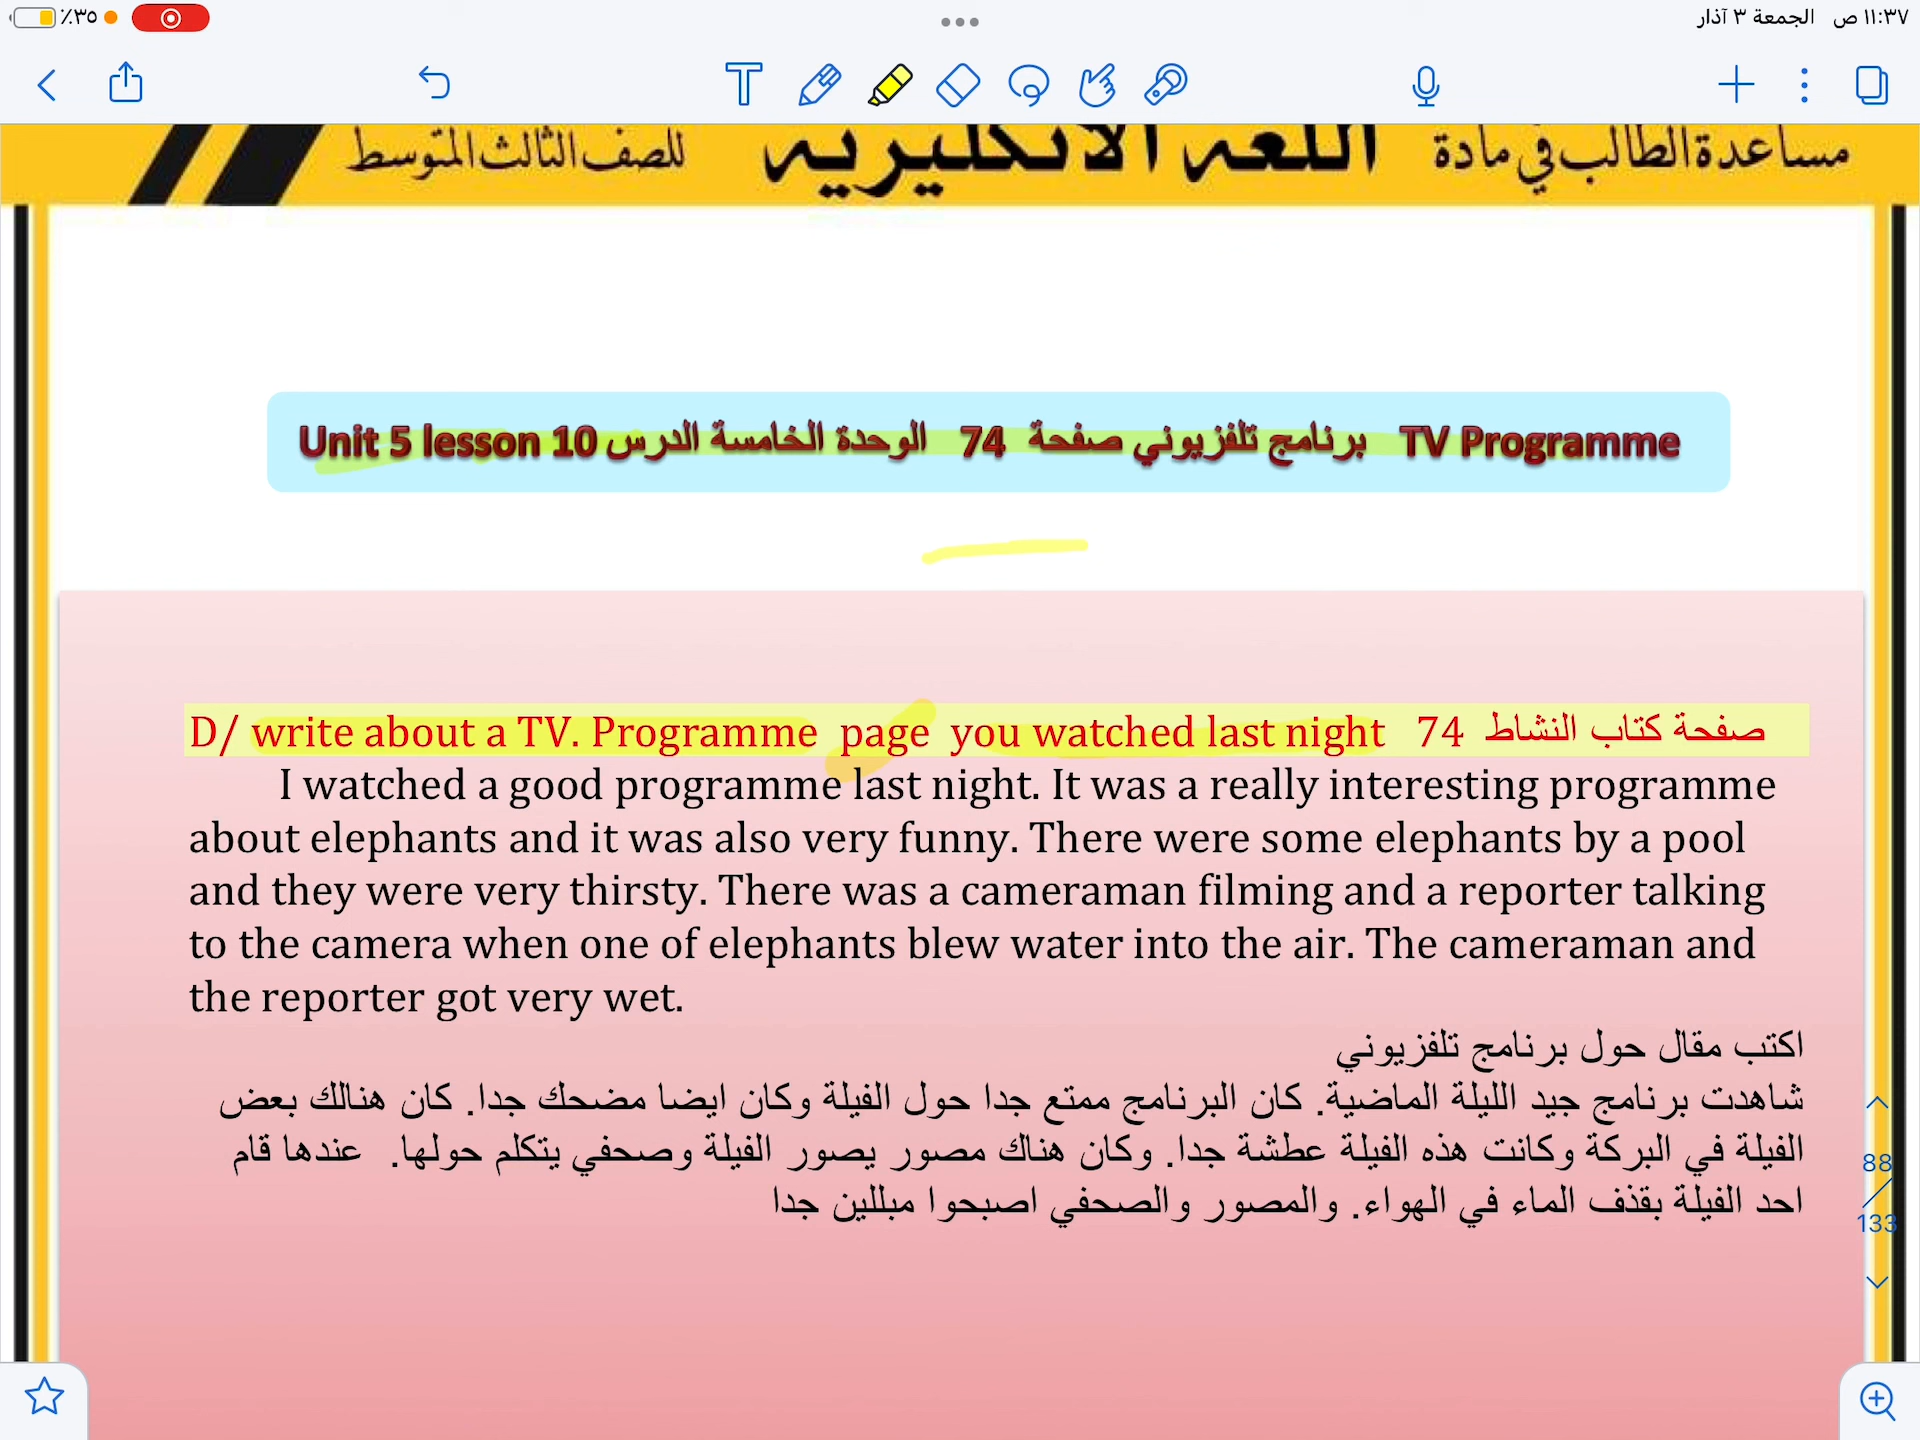 ١١:٣٧ ص الجمعة ٣ آذار
٪٣٥
مساعدة الطالب في مادة اللغة الانكليزية للصف الثالث المتوسط
TV Programme برنامج تلفزيوني صفحة 74 الوحدة الخامسة الدرس Unit 5 lesson 10
D/ write about a TV. Programme page you watched last night 74 صفحة كتاب النشاط
I watched a good programme last night. It was a really interesting programme
about elephants and it was also very funny. There were some elephants by a pool
and they were very thirsty. There was a cameraman filming and a reporter talking
to the camera when one of elephants blew water into the air. The cameraman and
the reporter got very wet.
اكتب مقال حول برنامج تلفزيوني
شاهدت برنامج جيد الليلة الماضية. كان البرنامج ممتع جدا حول الفيلة وكان ايضا مضحك جدا. كان هنالك بعض
الفيلة في البركة وكانت هذه الفيلة عطشة جدا. وكان هناك مصور يصور الفيلة وصحفي يتكلم حولها. عندها قام
احد الفيلة بقذف الماء في الهواء. والمصور والصحفي اصبحوا مبللين جدا
88
133